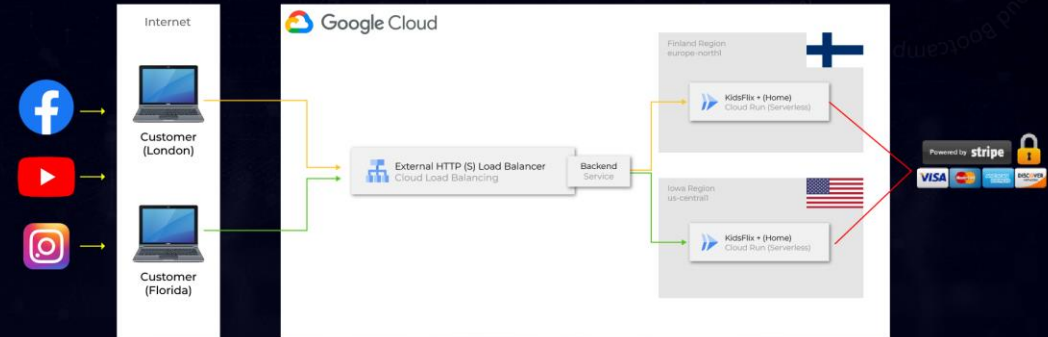 Internet
Google Cloud
Customer
(London)
Customer
(Florida)
External HTTP (S) Load Balancer
Cloud Load Balancing
Backend
Service
Finland Region
europe-north1
KidsFlix + (Home)
Cloud Run (Serverless)
Iowa Region
us-central1
KidsFlix + (Home)
Cloud Run (Serverless)
Powered by stripe
VISA
DISCOVER
Bootcamp